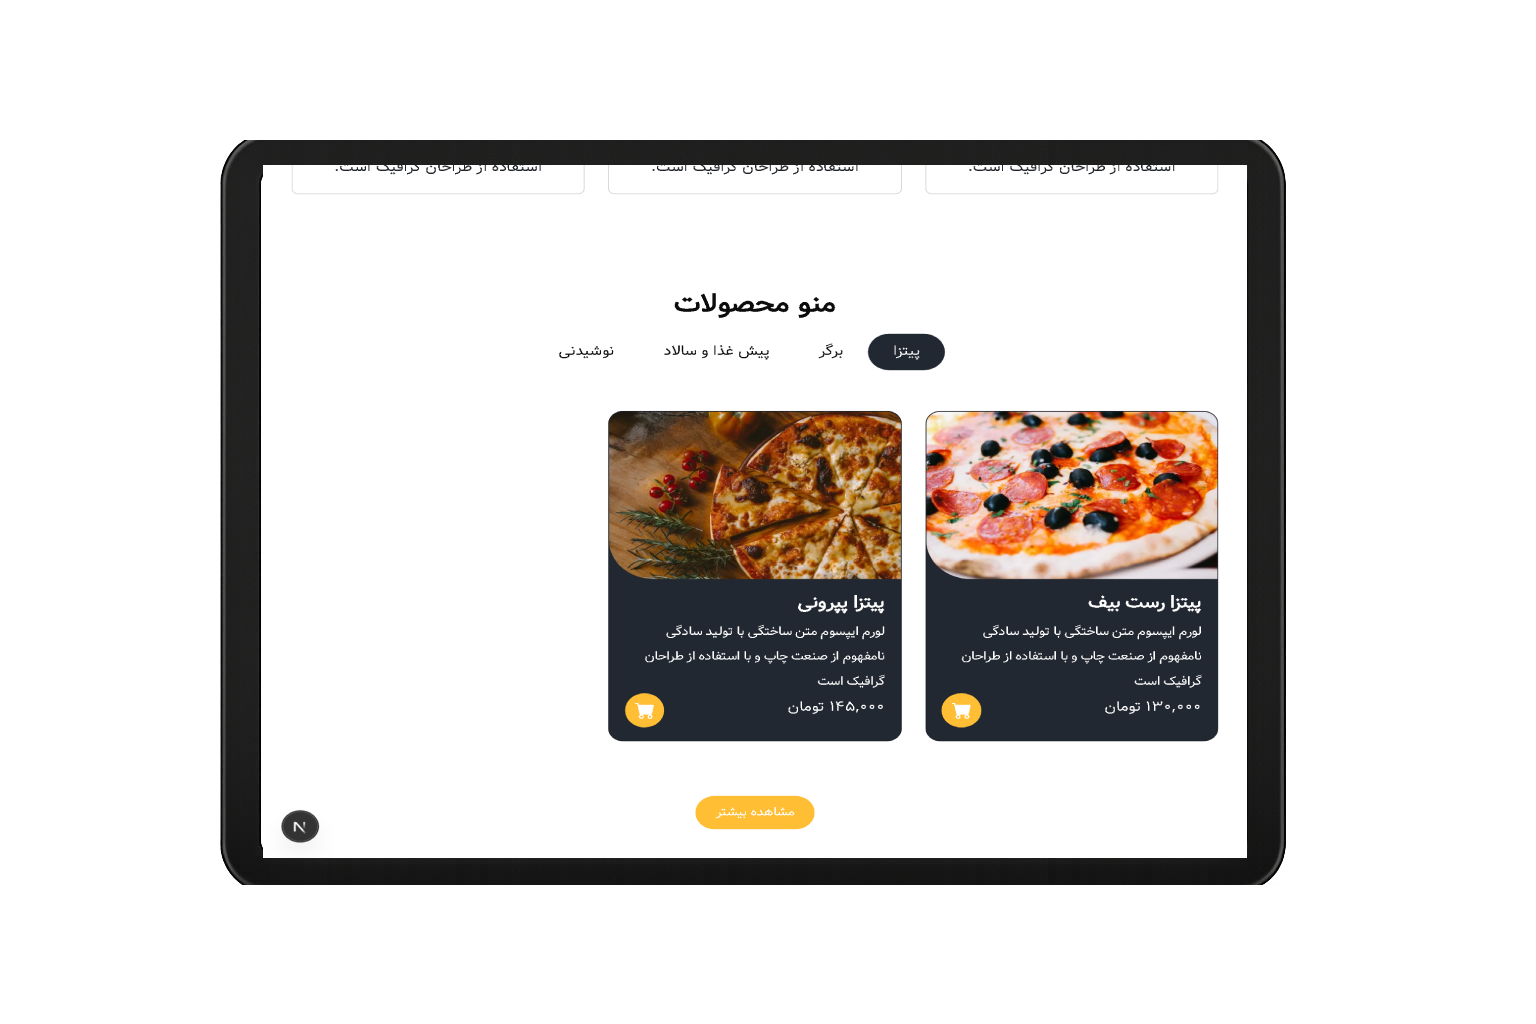 استفاده از طراحان گرافیک است.
استفاده از طراحان گرافیک است.
استفاده از طراحان گرافیک است.
منو محصولات
پیتزا
برگر
پیش غذا و سالاد
نوشیدنی
پیتزا رست بیف
لورم ایپسوم متن ساختگی با تولید سادگی
نامفهوم از صنعت چاپ و با استفاده از طراحان
گرافیک است
۱۳۰,۰۰۰ تومان
پیتزا پپرونی
لورم ایپسوم متن ساختگی با تولید سادگی
نامفهوم از صنعت چاپ و با استفاده از طراحان
گرافیک است
۱۴۵,۰۰۰ تومان
مشاهده بیشتر
N